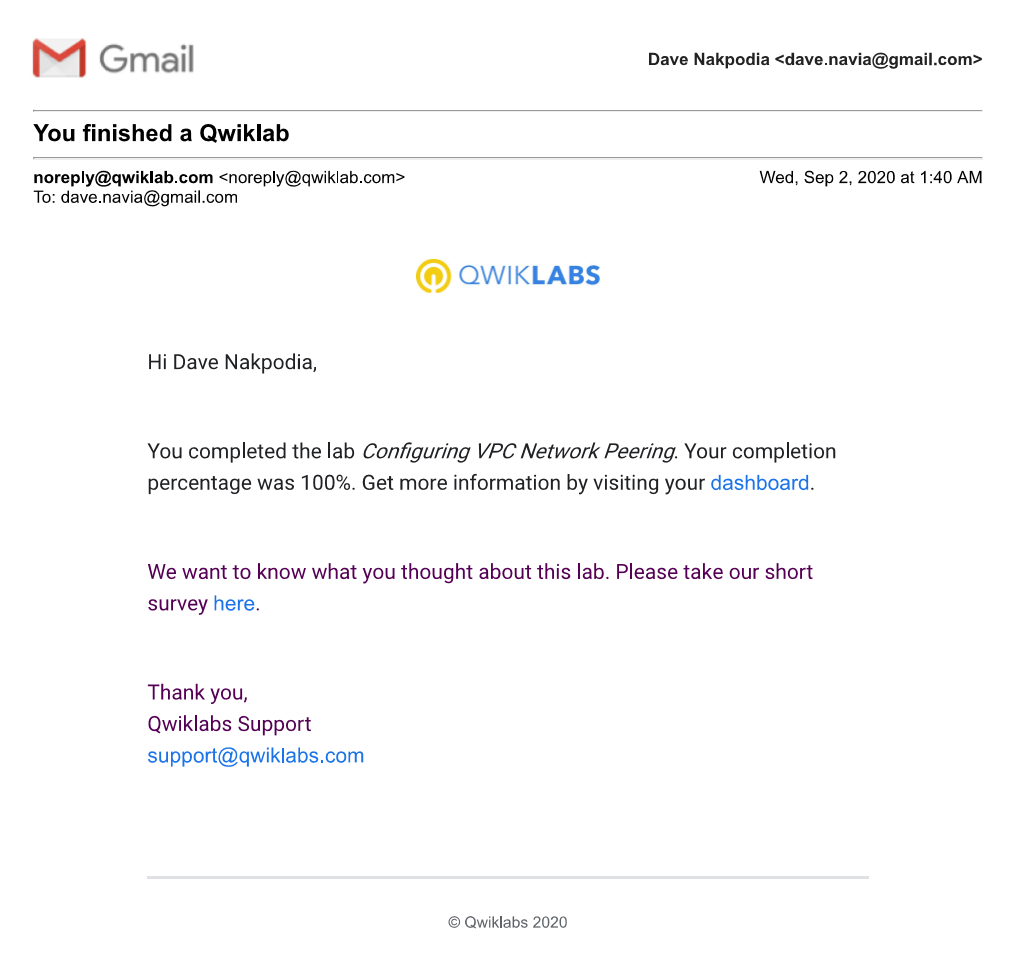 Gmail
Dave Nakpodia <dave.navia@gmail.com>
You finished a Qwiklab
noreply@qwiklab.com <noreply@qwiklab.com>
Wed, Sep 2, 2020 at 1:40 AM
To: dave.navia@gmail.com
QWIKLABS
Hi Dave Nakpodia,
You completed the lab Configuring VPC Network Peering. Your completion
percentage was 100%. Get more information by visiting your dashboard.
We want to know what you thought about this lab. Please take our short
survey here.
Thank you,
Qwiklabs Support
support@qwiklabs.com
© Qwiklabs 2020